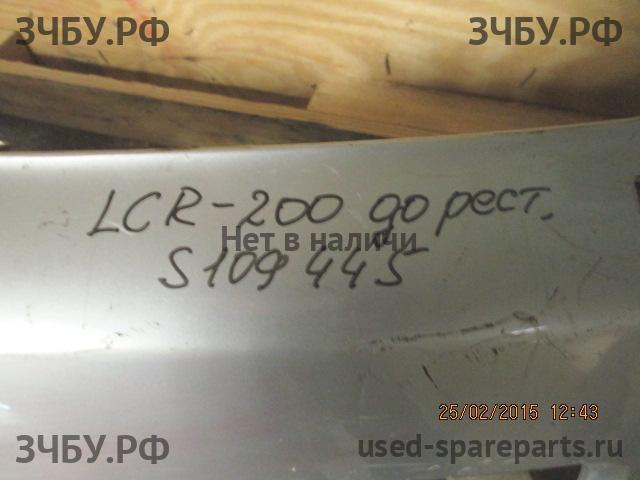 ЗЧБУ.РФ ЗЧБУ.РФ
LCR-200 до рест.
Нет в наличии
S109445
25/02/2015 12:43
ЗЧБУ.РФ used-spareparts.ru